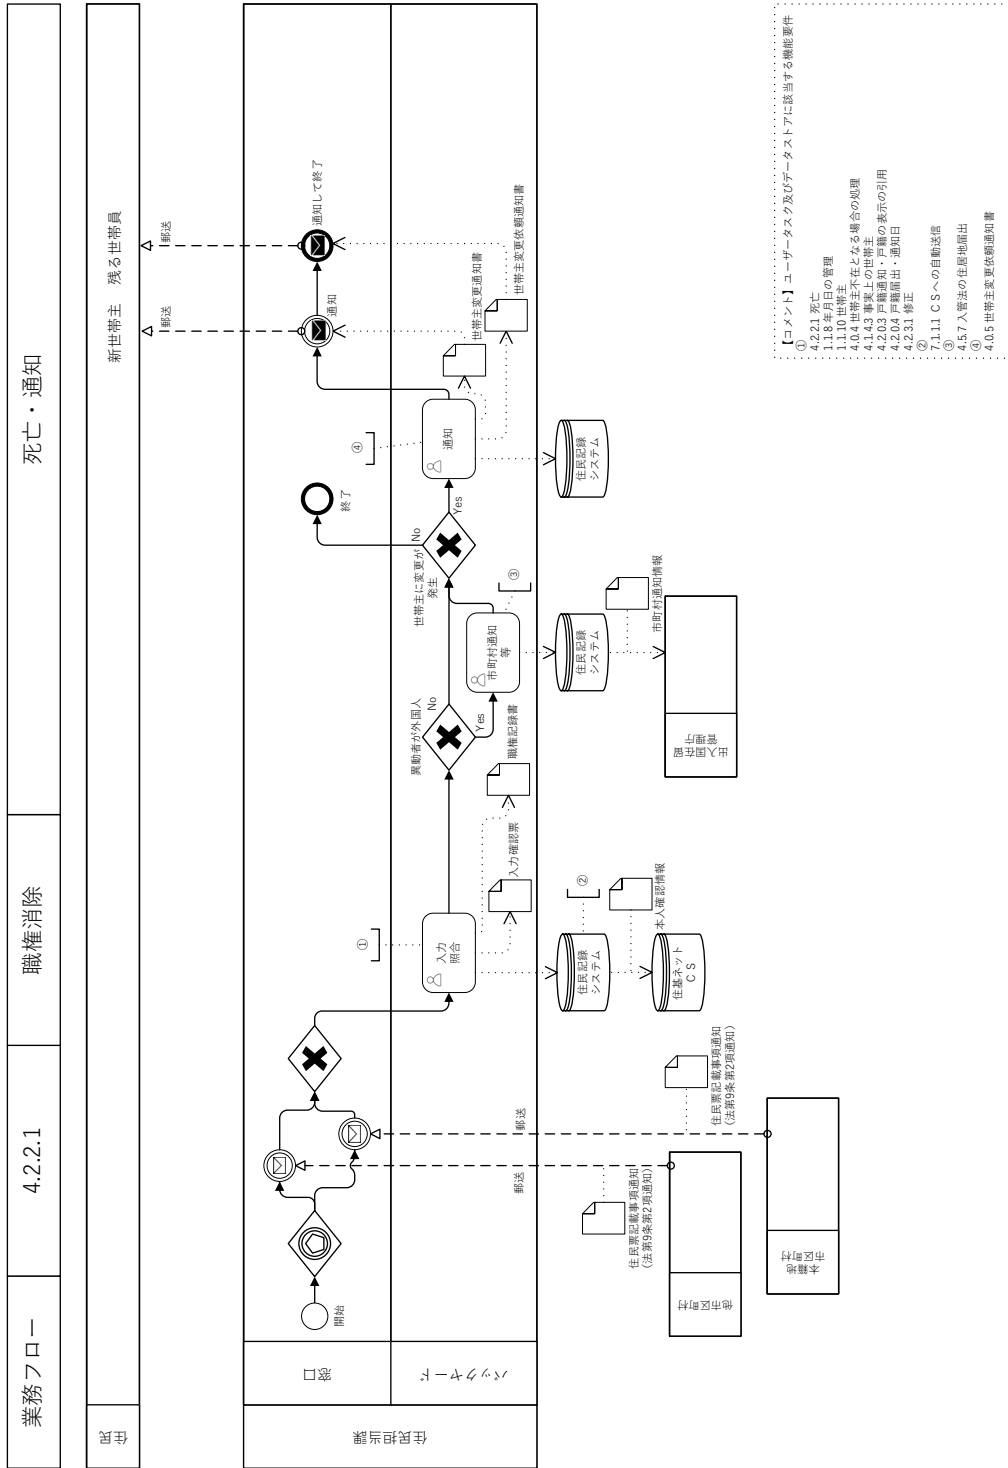 業務フロー
4.2.2.1
職権消除
死亡・通知
住民
新世帯主
残る世帯員
郵送
郵送
住民担当課
窓口
バックヤード
開始
通知
通知して終了
終了
入力
照合
①
異動者が外国人
No
Yes
市町村通知
等
③
世帯主に変更が
発生
No
Yes
通知
④
世帯主変更通知書
世帯主変更依頼通知書
入力確認票
職権記録書
住民記録
システム
②
本人確認情報
住基ネット
CS
住民記録
システム
市町村通知情報
出入国在留
管理庁
住民記録
システム
郵送
郵送
住民票記載事項通知
（法第9条第2項通知）
住民票記載事項通知
（法第9条第2項通知）
他市区町村
本籍地
市区町村
【コメント】ユーザータスク及びデータストアに該当する機能要件
①
4.2.2.1 死亡
1.1.8 年月日の管理
1.1.10 世帯主
4.0.4 世帯主不在となる場合の処理
4.1.4.3 事実上の世帯主
4.2.0.3 戸籍通知・戸籍の表示の引用
4.2.0.4 戸籍届出・通知日
4.2.3.1 修正
②
7.1.1.1 CSへの自動送信
③
4.5.7 入管法の住居地届出
④
4.0.5 世帯主変更依頼通知書